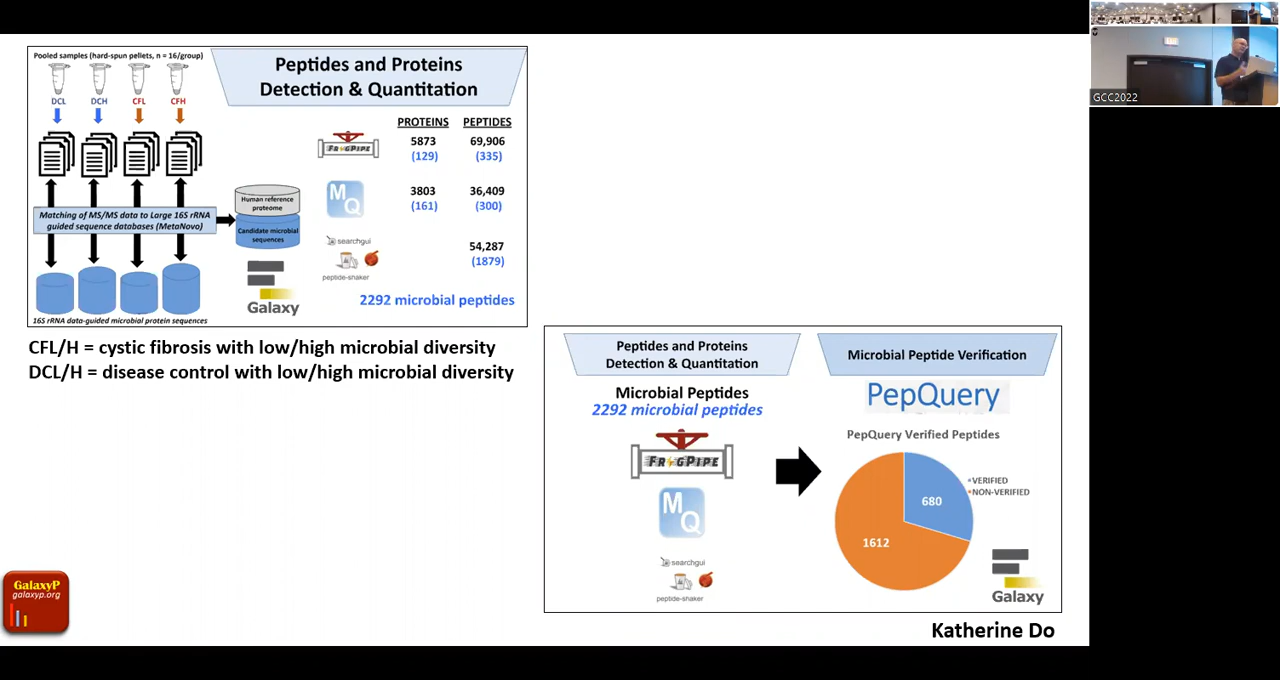 Pooled samples (hard-spun pellets, n = 16/group)
DCL
DCH
CFL
CFH
Peptides and Proteins
Detection & Quantitation
PROTEINS
PEPTIDES
FRAGPIPE
5873
69,906
(129)
(335)
MQ
3803
36,409
(161)
(300)
Matching of MS/MS data to Large 16S rRNA
guided sequence databases (MetaNovo)
Human reference
proteome
Candidate microbial
sequences
searchgui
peptide-shaker
54,287
(1879)
Galaxy
2292 microbial peptides
16S rRNA data-guided microbial protein sequences
CFL/H = cystic fibrosis with low/high microbial diversity
DCL/H = disease control with low/high microbial diversity
Peptides and Proteins
Detection & Quantitation
Microbial Peptides
2292 microbial peptides
FRAGPIPE
MQ
searchgui
peptide-shaker
Microbial Peptide Verification
PepQuery
PepQuery Verified Peptides
VERIFIED
NON-VERIFIED
680
1612
Galaxy
Katherine Do
GalaxyP
galaxyp.org
GCC2022